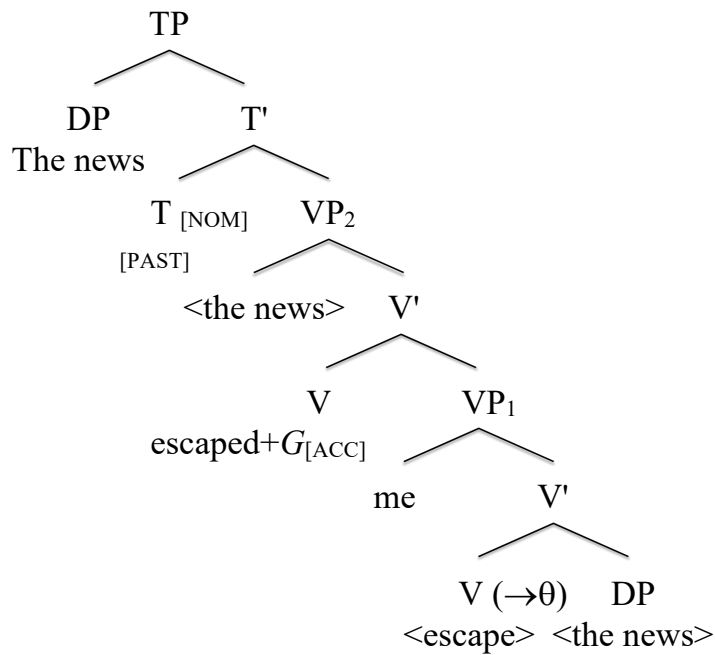 TP
DP T'
The news
T [NOM] VP2
[PAST]
<the news> V'
V VP1
escaped+G[ACC]
me V'
V (→θ) DP
<escape> <the news>